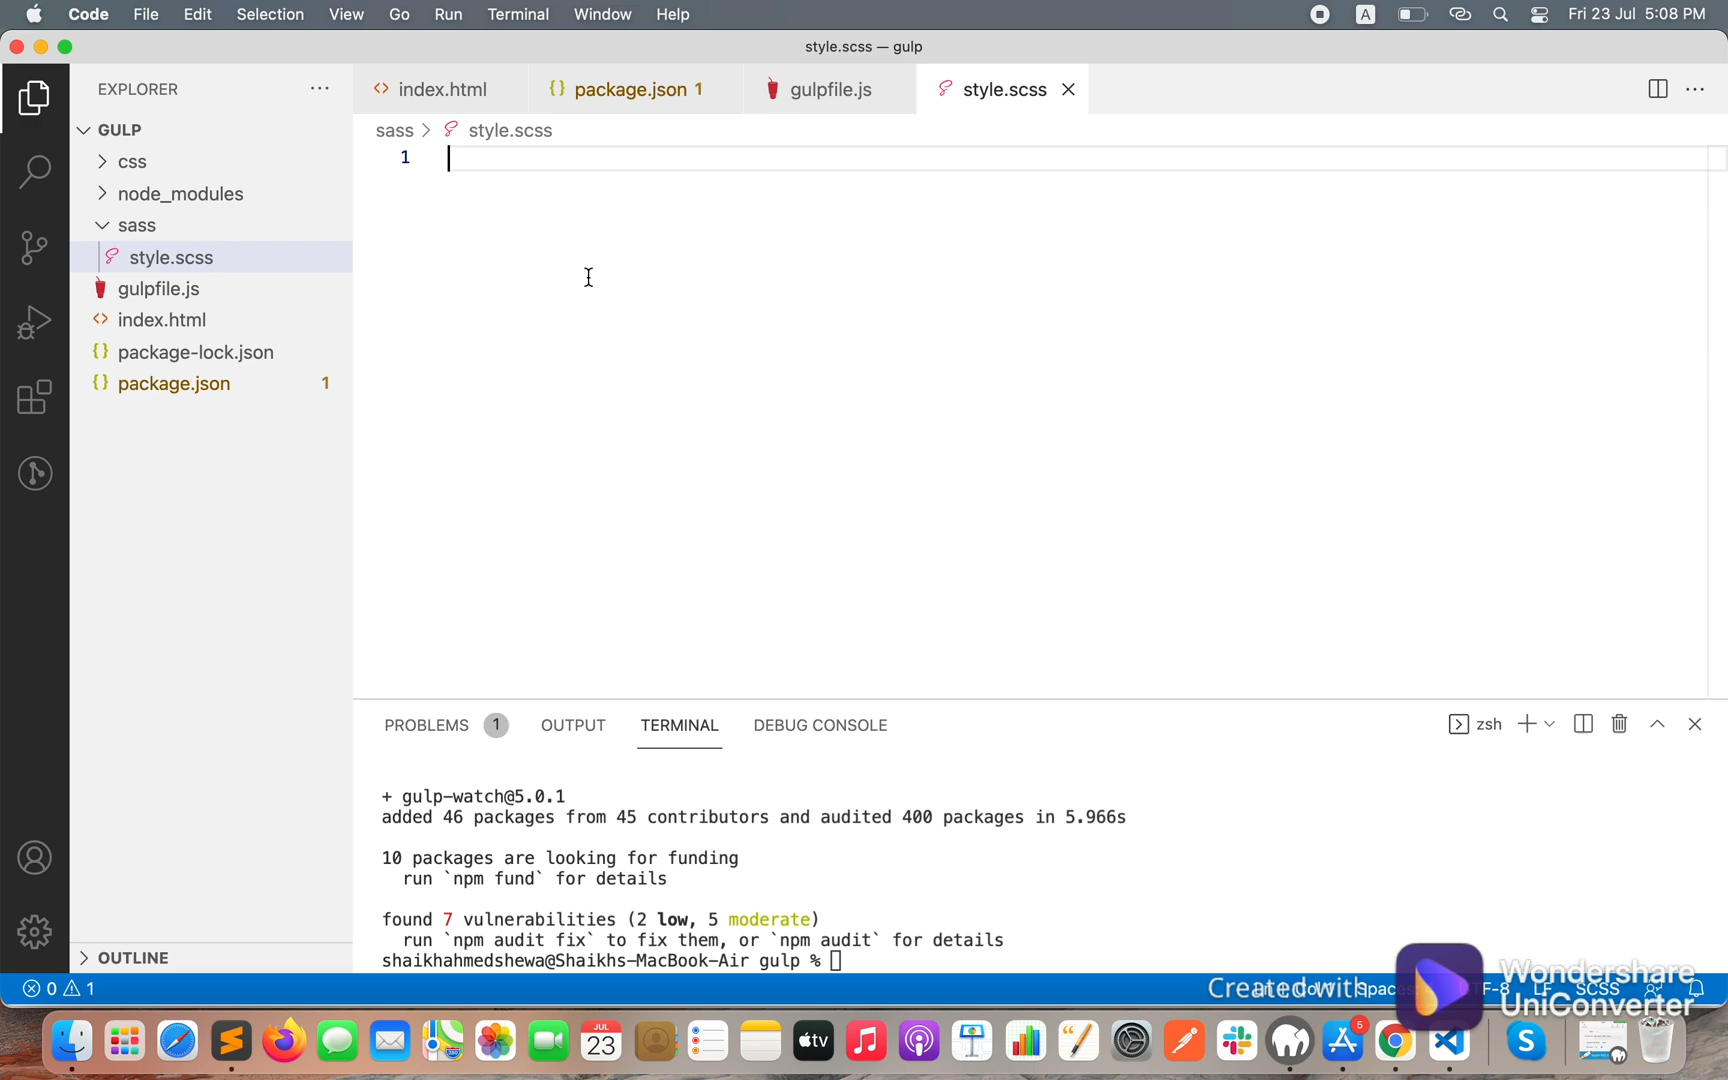 Code File Edit Selection View Go Run Terminal Window Help
A
Fri 23 Jul 5:08 PM
style.scss — gulp
EXPLORER
index.html
package.json 1
gulpfile.js
style.scss
GULP
sass
style.scss
css
1
node_modules
sass
style.scss
gulpfile.js
index.html
package-lock.json
package.json 1
PROBLEMS 1 OUTPUT TERMINAL DEBUG CONSOLE
zsh
+ gulp-watch@5.0.1
added 46 packages from 45 contributors and audited 400 packages in 5.966s
10 packages are looking for funding
run `npm fund` for details
found 7 vulnerabilities (2 low, 5 moderate)
run `npm audit fix` to fix them, or `npm audit` for details
shaikhahmedshewa@Shaikhs-MacBook-Air gulp %
OUTLINE
0 1
LF SCSS
Created with
Wondershare
UniConverter
JUL
23
tv
5
S